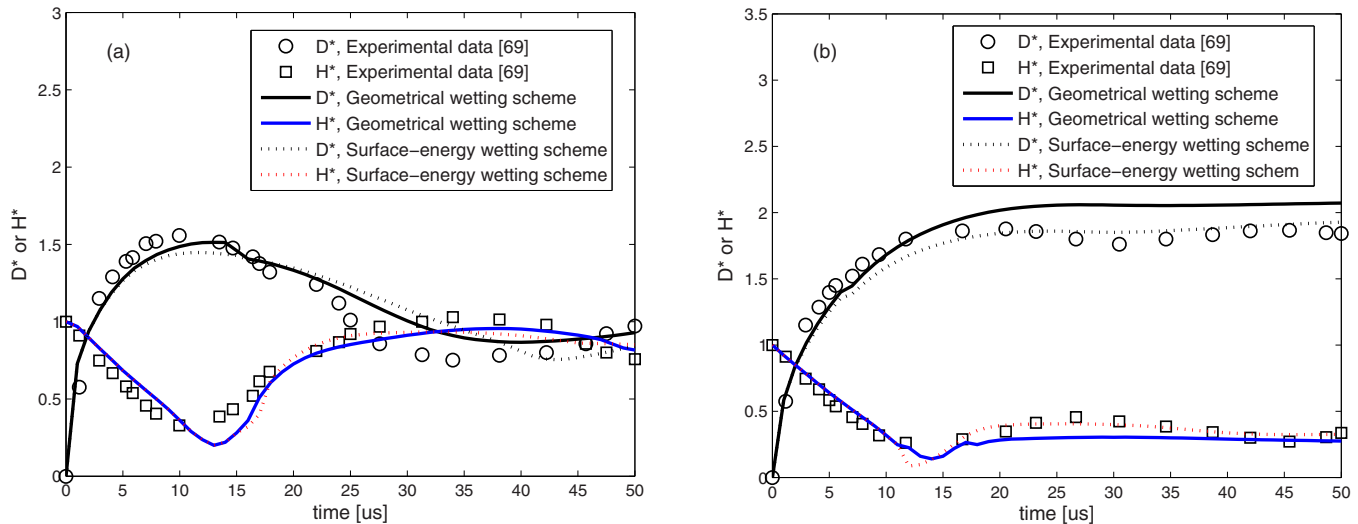 (a)
D*, Experimental data [69]
H*, Experimental data [69]
D*, Geometrical wetting scheme
H*, Geometrical wetting scheme
D*, Surface−energy wetting scheme
H*, Surface−energy wetting scheme
D* or H*
3
2.5
2
1.5
1
0.5
0
0 5 10 15 20 25 30 35 40 45 50
time [us]
(b)
D*, Experimental data [69]
H*, Experimental data [69]
D*, Geometrical wetting scheme
H*, Geometrical wetting scheme
D*, Surface−energy wetting scheme
H*, Surface−energy wetting schem
D* or H*
3.5
3
2.5
2
1.5
1
0.5
0
0 5 10 15 20 25 30 35 40 45 50
time [us]